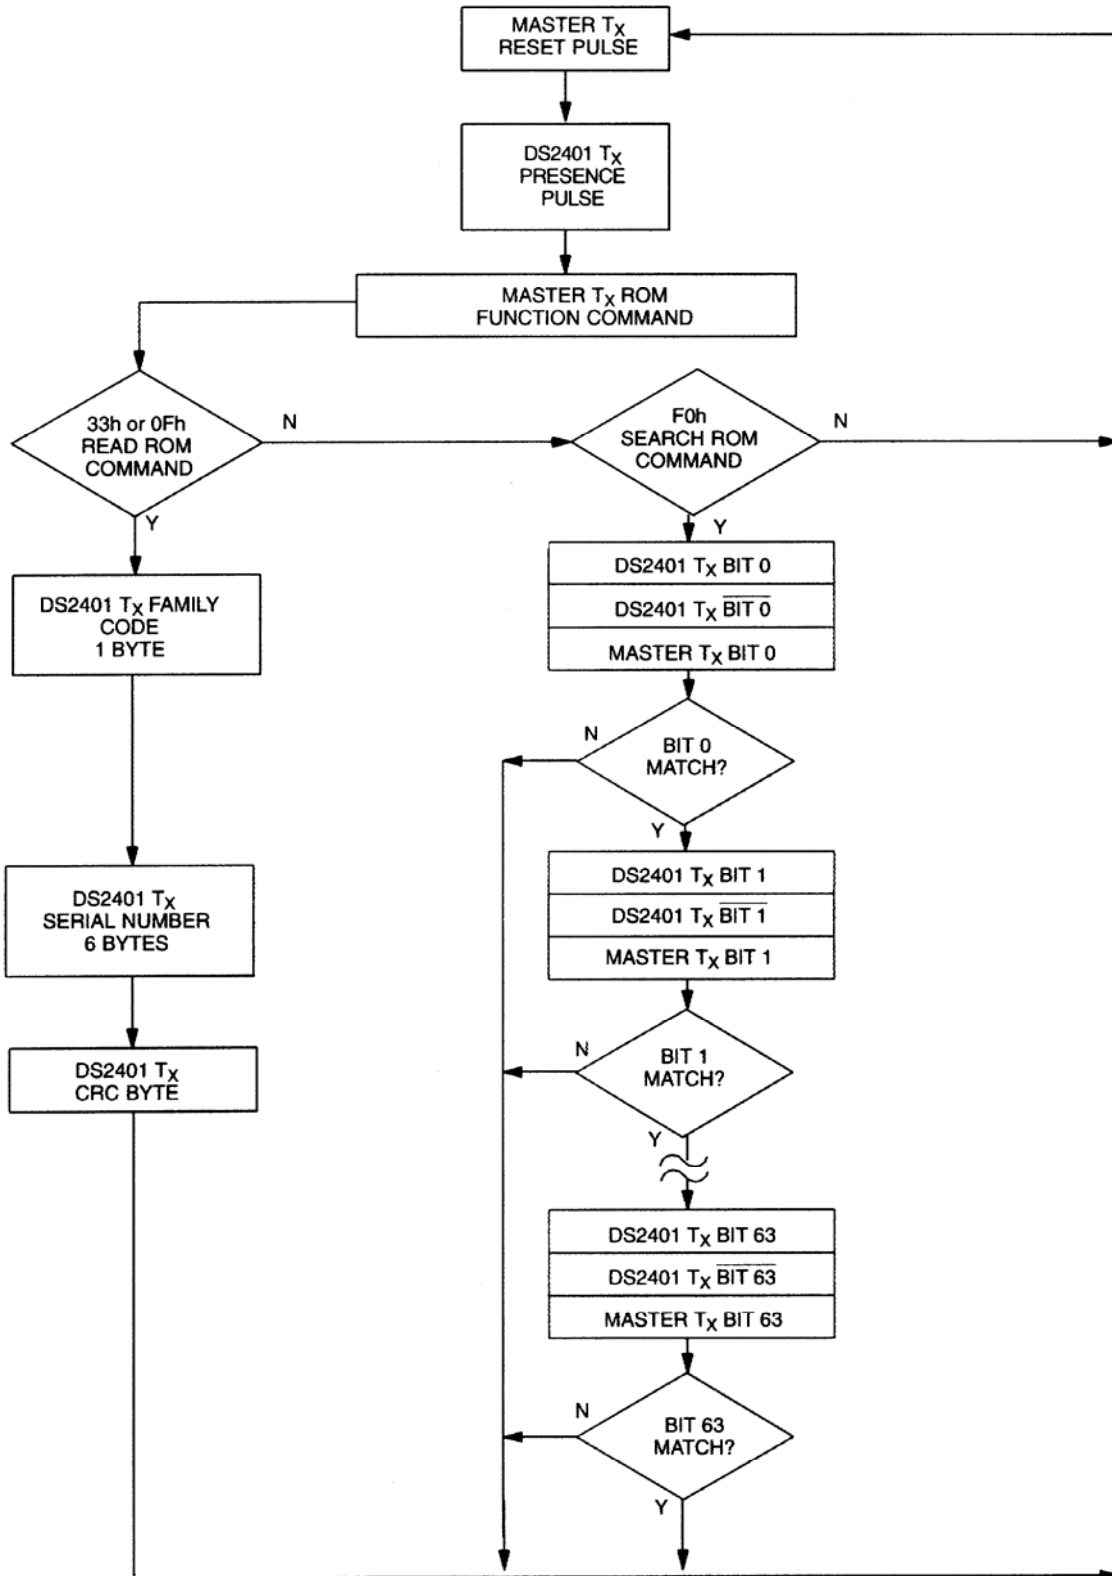 MASTER TX
RESET PULSE
DS2401 TX
PRESENCE
PULSE
MASTER TX ROM
FUNCTION COMMAND
33h or 0Fh
READ ROM
COMMAND
N
Y
F0h
SEARCH ROM
COMMAND
N
Y
DS2401 TX FAMILY
CODE
1 BYTE
DS2401 TX
SERIAL NUMBER
6 BYTES
DS2401 TX
CRC BYTE
DS2401 TX BIT 0
DS2401 TX B̅I̅T̅ ̅0̅
MASTER TX BIT 0
N
BIT 0
MATCH?
Y
DS2401 TX BIT 1
DS2401 TX B̅I̅T̅ ̅1̅
MASTER TX BIT 1
N
BIT 1
MATCH?
Y
DS2401 TX BIT 63
DS2401 TX B̅I̅T̅ ̅6̅3̅
MASTER TX BIT 63
N
BIT 63
MATCH?
Y